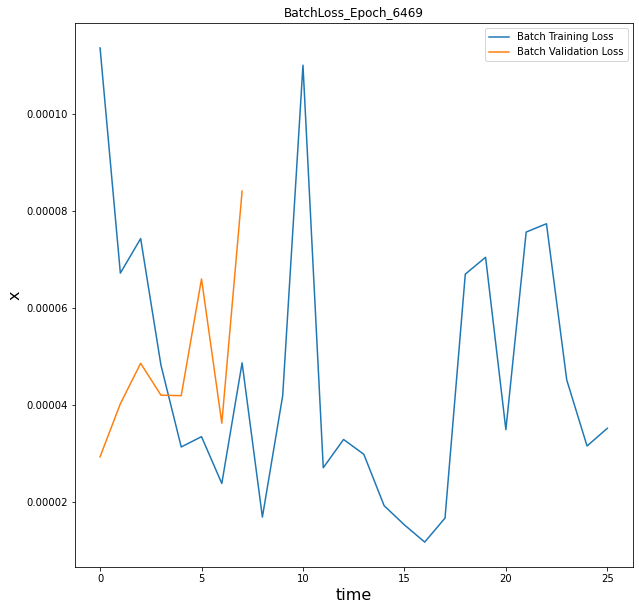 BatchLoss_Epoch_6469
Batch Training Loss
Batch Validation Loss
0.00010
0.00008
0.00006
0.00004
0.00002
x
0 5 10 15 20 25
time